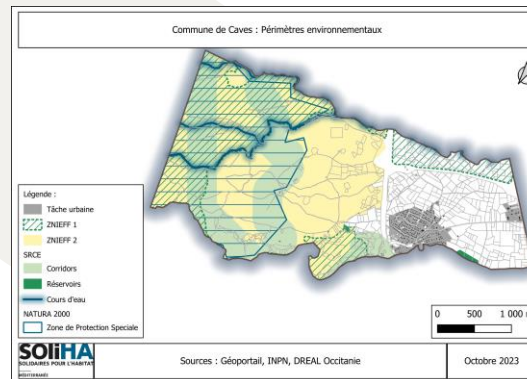 Commune de Caves : Périmètres environnementaux
Légende :
Tâche urbaine
ZNIEFF 1
ZNIEFF 2
SRCE
Corridors
Réservoirs
Cours d'eau
NATURA 2000
Zone de Protection Speciale
0 500 1 000 m
SOliHA
SOLIDAIRES POUR L'HABITAT
MÉDITERRANÉE
Sources : Géoportail, INPN, DREAL Occitanie
Octobre 2023